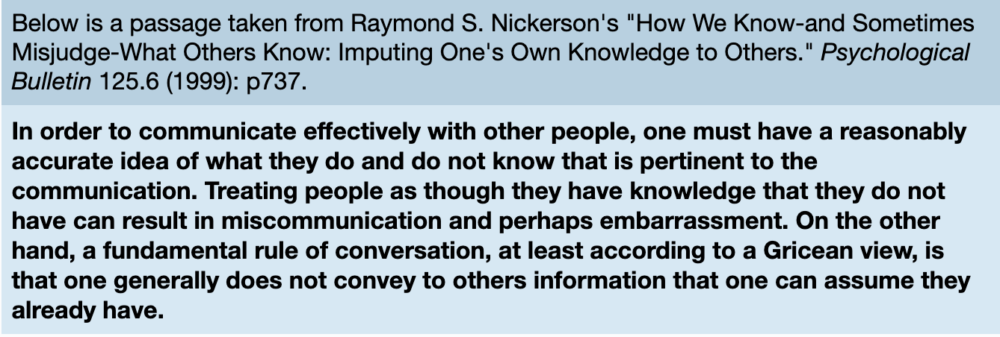 Below is a passage taken from Raymond S. Nickerson's "How We Know-and Sometimes
Misjudge-What Others Know: Imputing One's Own Knowledge to Others." Psychological
Bulletin 125.6 (1999): p737.
In order to communicate effectively with other people, one must have a reasonably
accurate idea of what they do and do not know that is pertinent to the
communication. Treating people as though they have knowledge that they do not
have can result in miscommunication and perhaps embarrassment. On the other
hand, a fundamental rule of conversation, at least according to a Gricean view, is
that one generally does not convey to others information that one can assume they
already have.